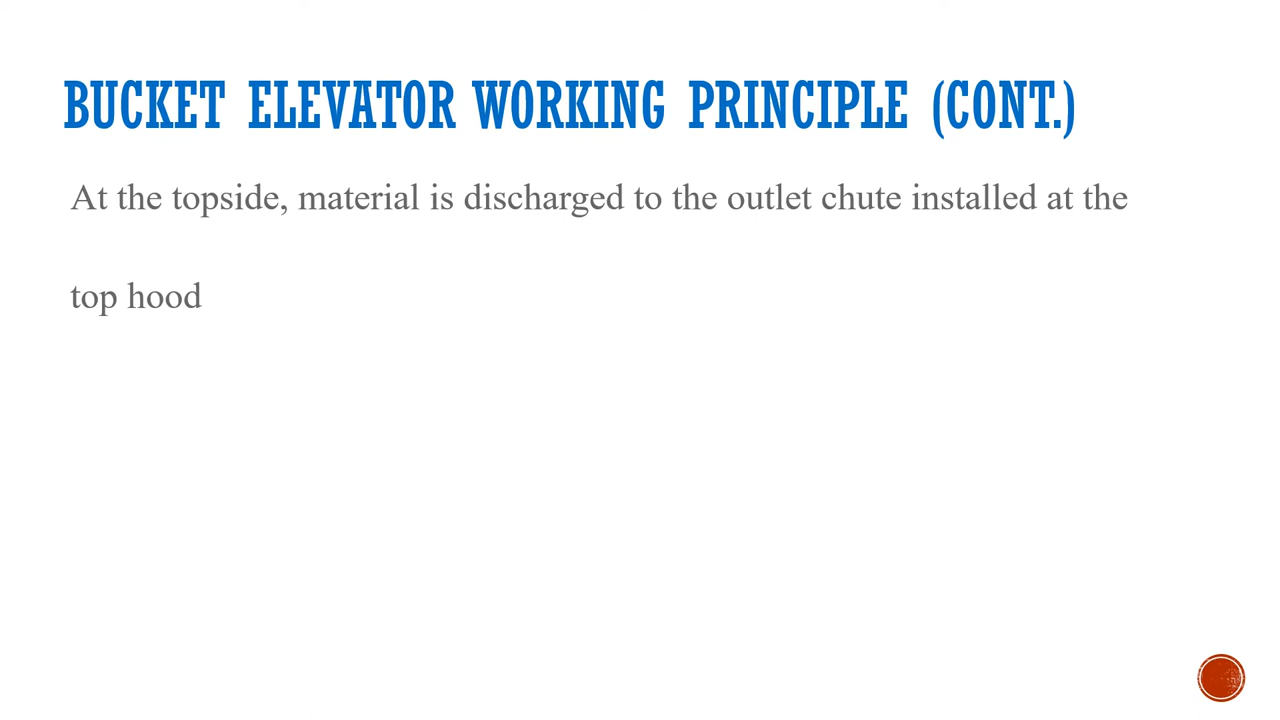 BUCKET ELEVATOR WORKING PRINCIPLE (CONT.)
At the topside, material is discharged to the outlet chute installed at the
top hood